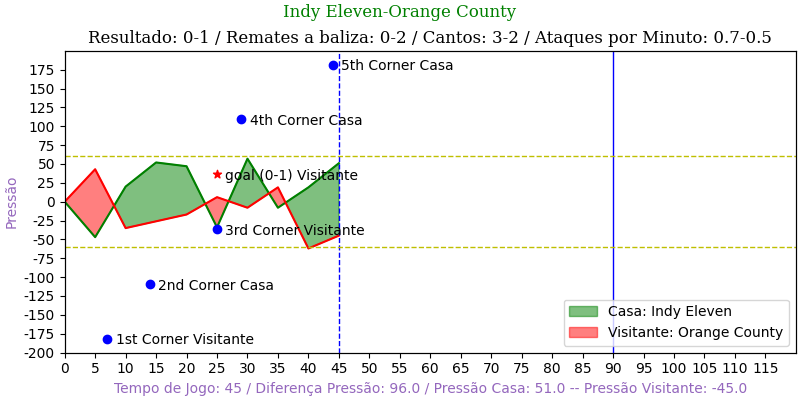 Indy Eleven-Orange County
Resultado: 0-1 / Remates a baliza: 0-2 / Cantos: 3-2 / Ataques por Minuto: 0.7-0.5
Pressão
175
150
125
100
75
50
25
0
-25
-50
-75
-100
-125
-150
-175
-200
5th Corner Casa
4th Corner Casa
goal (0-1) Visitante
3rd Corner Visitante
2nd Corner Casa
1st Corner Visitante
Casa: Indy Eleven
Visitante: Orange County
0 5 10 15 20 25 30 35 40 45 50 55 60 65 70 75 80 85 90 95 100 105 110 115
Tempo de Jogo: 45 / Diferença Pressão: 96.0 / Pressão Casa: 51.0 -- Pressão Visitante: -45.0